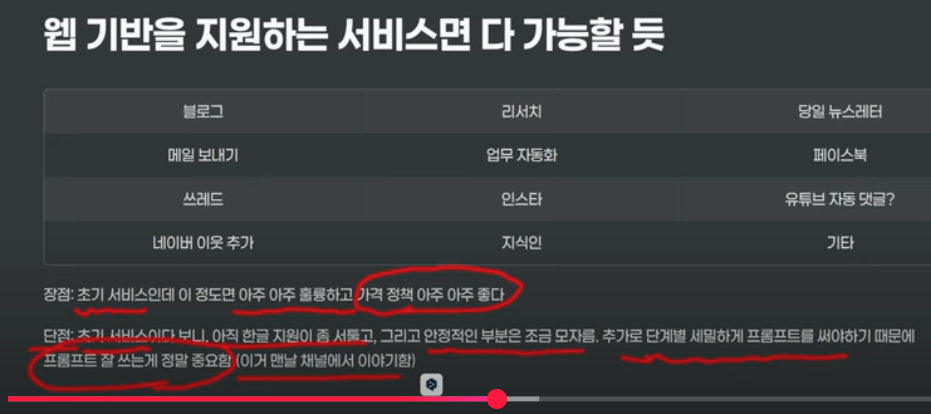 웹 기반을 지원하는 서비스면 다 가능할 듯
블로그 리서치 당일 뉴스레터
메일 보내기 업무 자동화 페이스북
쓰레드 인스타 유튜브 자동 댓글?
네이버 이웃 추가 지식인 기타
장점: 초기 서비스인데 이 정도면 아주 아주 훌륭하고 가격 정책 아주 아주 좋다
단점: 초기 서비스이다 보니, 아직 한글 지원이 좀 서툴고, 그리고 안정적인 부분은 조금 모자름. 추가로 단계별 세밀하게 프롬프트를 써야하기 때문에
프롬프트 잘 쓰는게 정말 중요함 (이거 맨날 채널에서 이야기함)